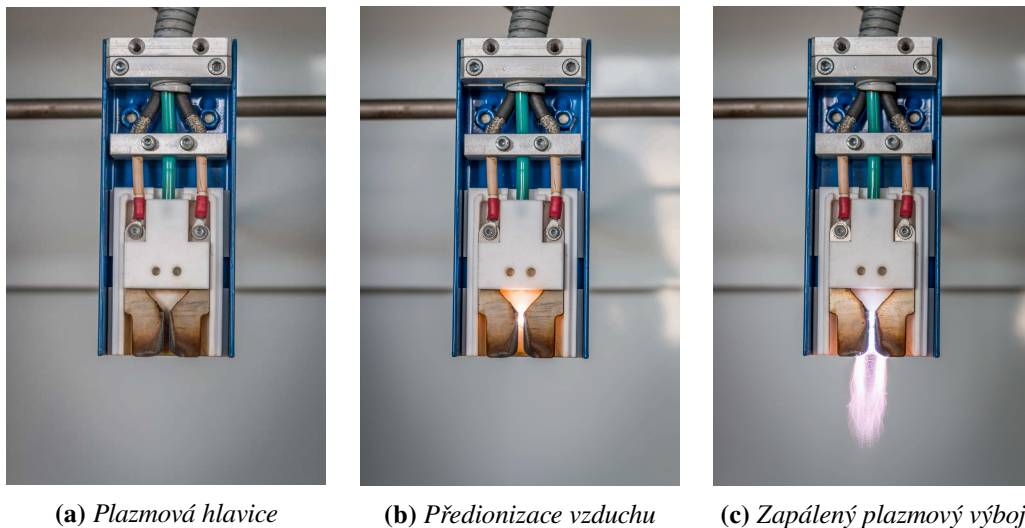 (a) Plazmová hlavice
(b) Předionizace vzduchu
(c) Zapálený plazmový výboj